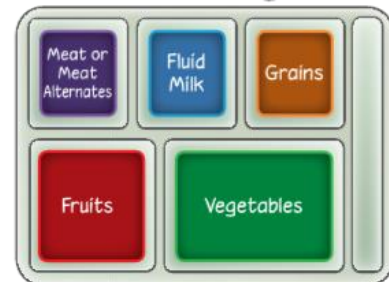 Meat or
Meat
Alternates
Fluid
Milk
Grains
Fruits
Vegetables